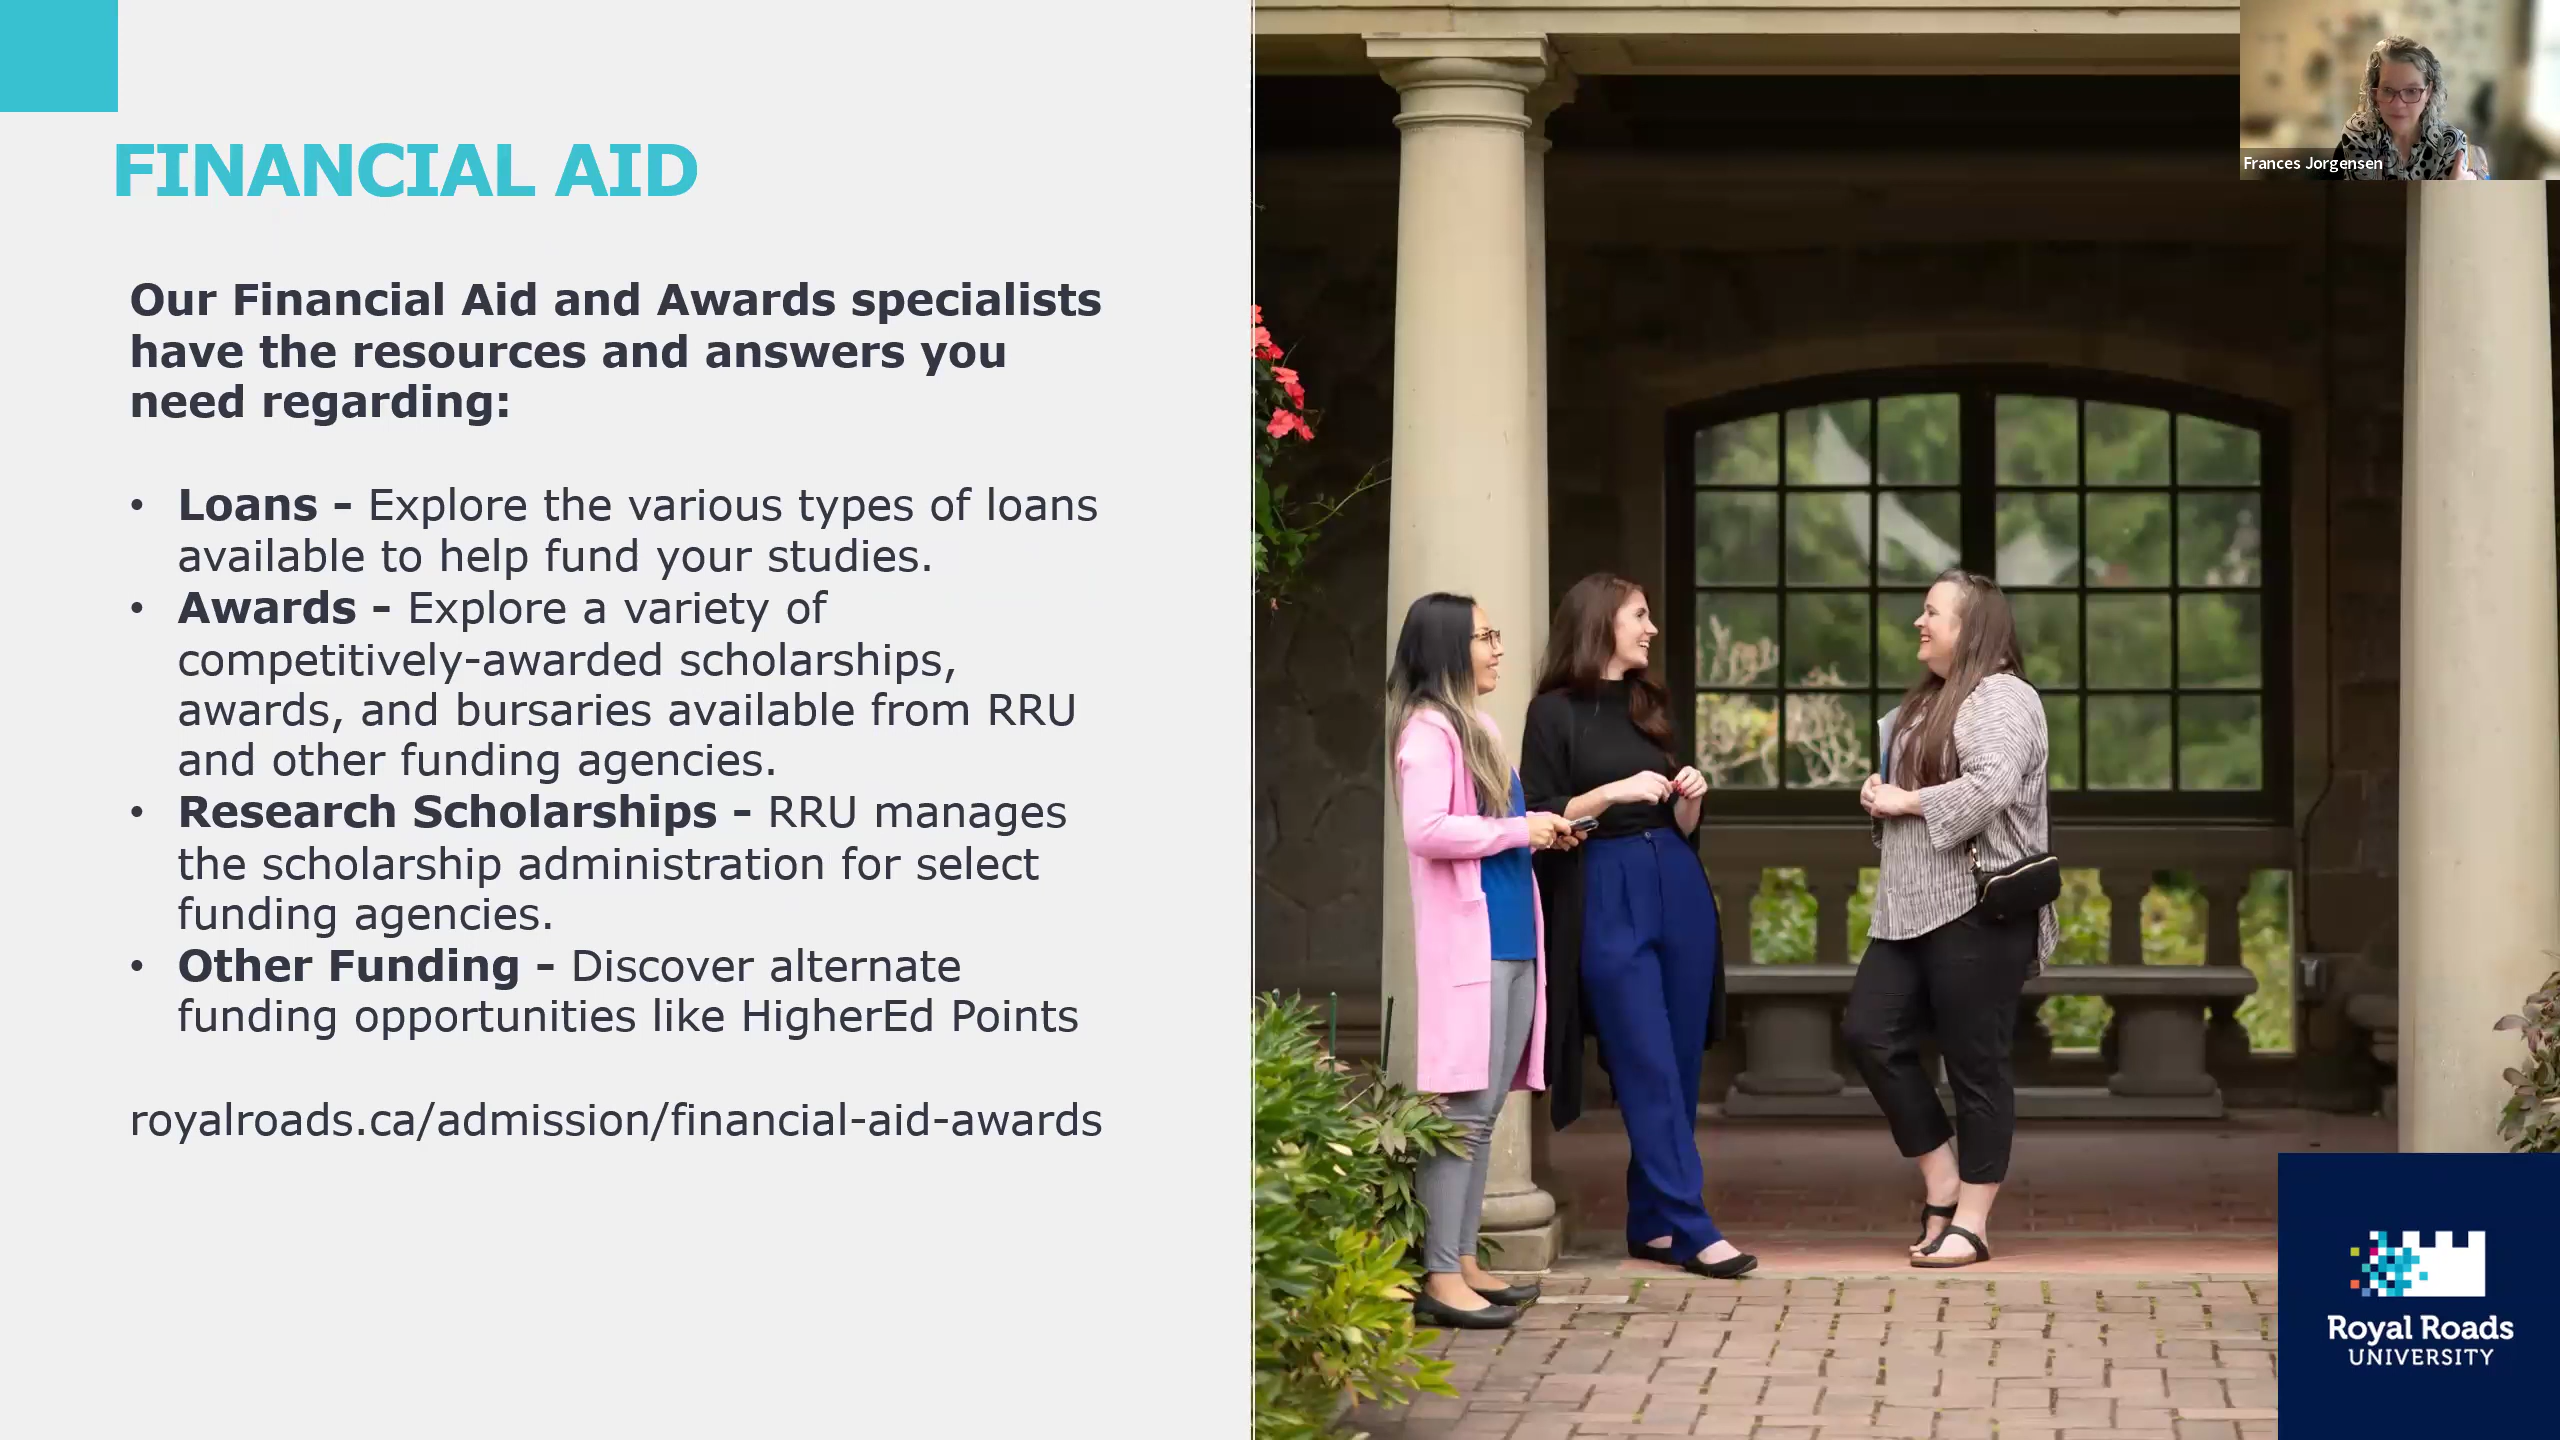 FINANCIAL AID
Our Financial Aid and Awards specialists
have the resources and answers you
need regarding:
• Loans - Explore the various types of loans
available to help fund your studies.
• Awards - Explore a variety of
competitively-awarded scholarships,
awards, and bursaries available from RRU
and other funding agencies.
• Research Scholarships - RRU manages
the scholarship administration for select
funding agencies.
• Other Funding - Discover alternate
funding opportunities like HigherEd Points
royalroads.ca/admission/financial-aid-awards
Frances Jorgensen
Royal Roads
UNIVERSITY